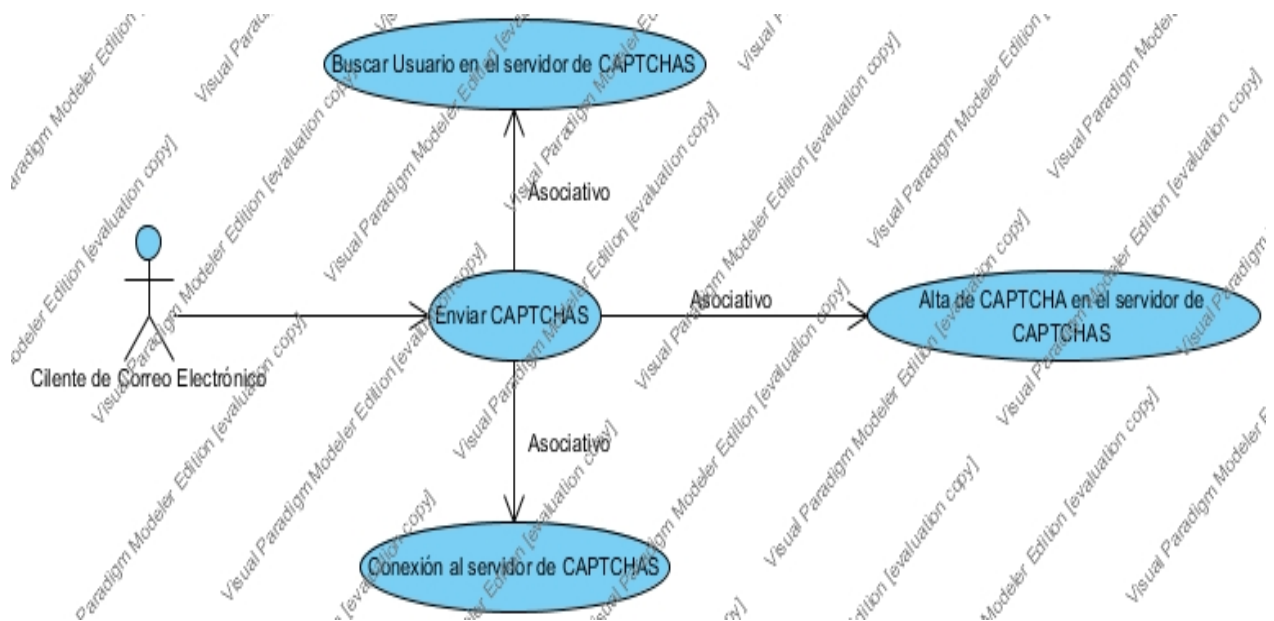 Buscar Usuario en el servidor de CAPTCHAS
Asociativo
Enviar CAPTCHAS
Asociativo
Alta de CAPTCHA en el servidor de
CAPTCHAS
Cilente de Correo Electrónico
Asociativo
Conexión al servidor de CAPTCHAS
Visual Paradigm Modeler Edition [evaluation copy]